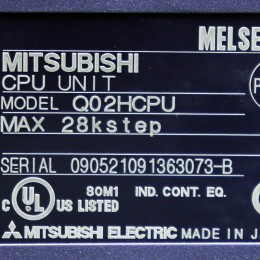 MELSE
MITSUBISHI
CPU UNIT
MODEL Q02HCPU
MAX 28kstep
SERIAL 090521091363073-B
C UL US LISTED 80M1 IND. CONT. EQ.
MITSUBISHI ELECTRIC MADE IN J